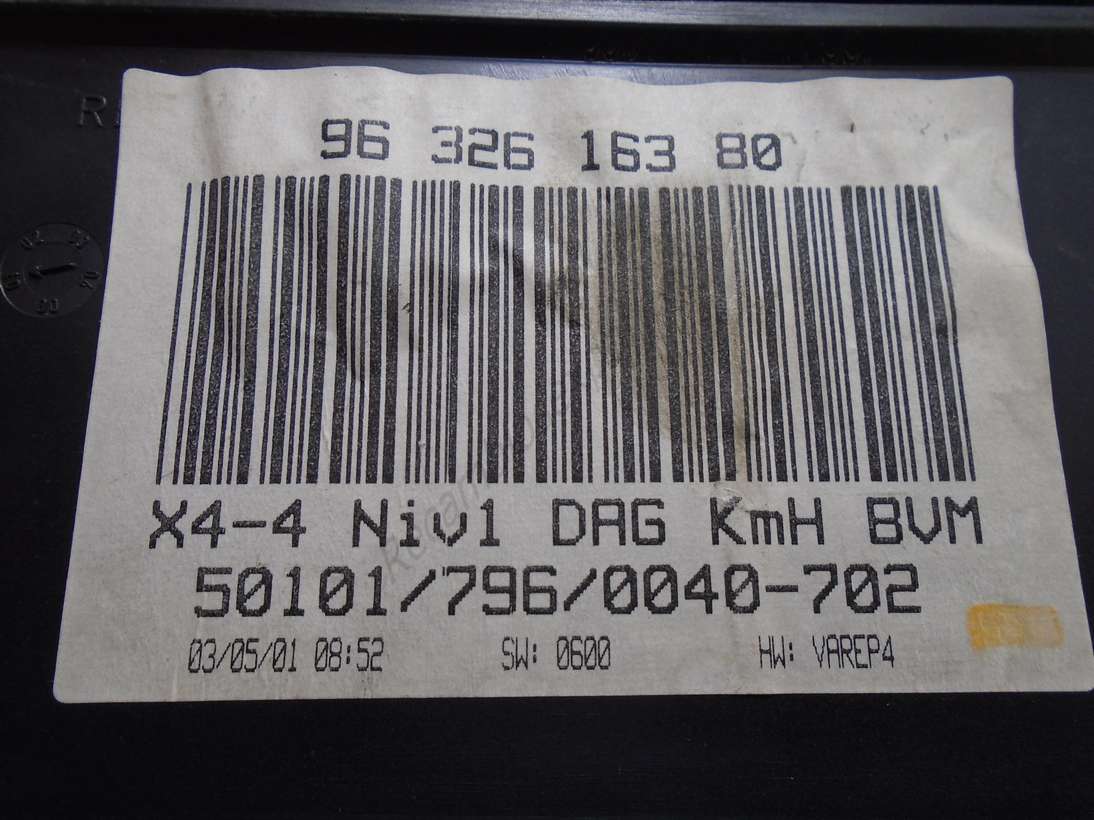 96 326 163 80
X4-4 Niv1 DAG KmH BVM
50101/796/0040-702
03/05/01 08:52 SW: 0600 HW: VAREP4